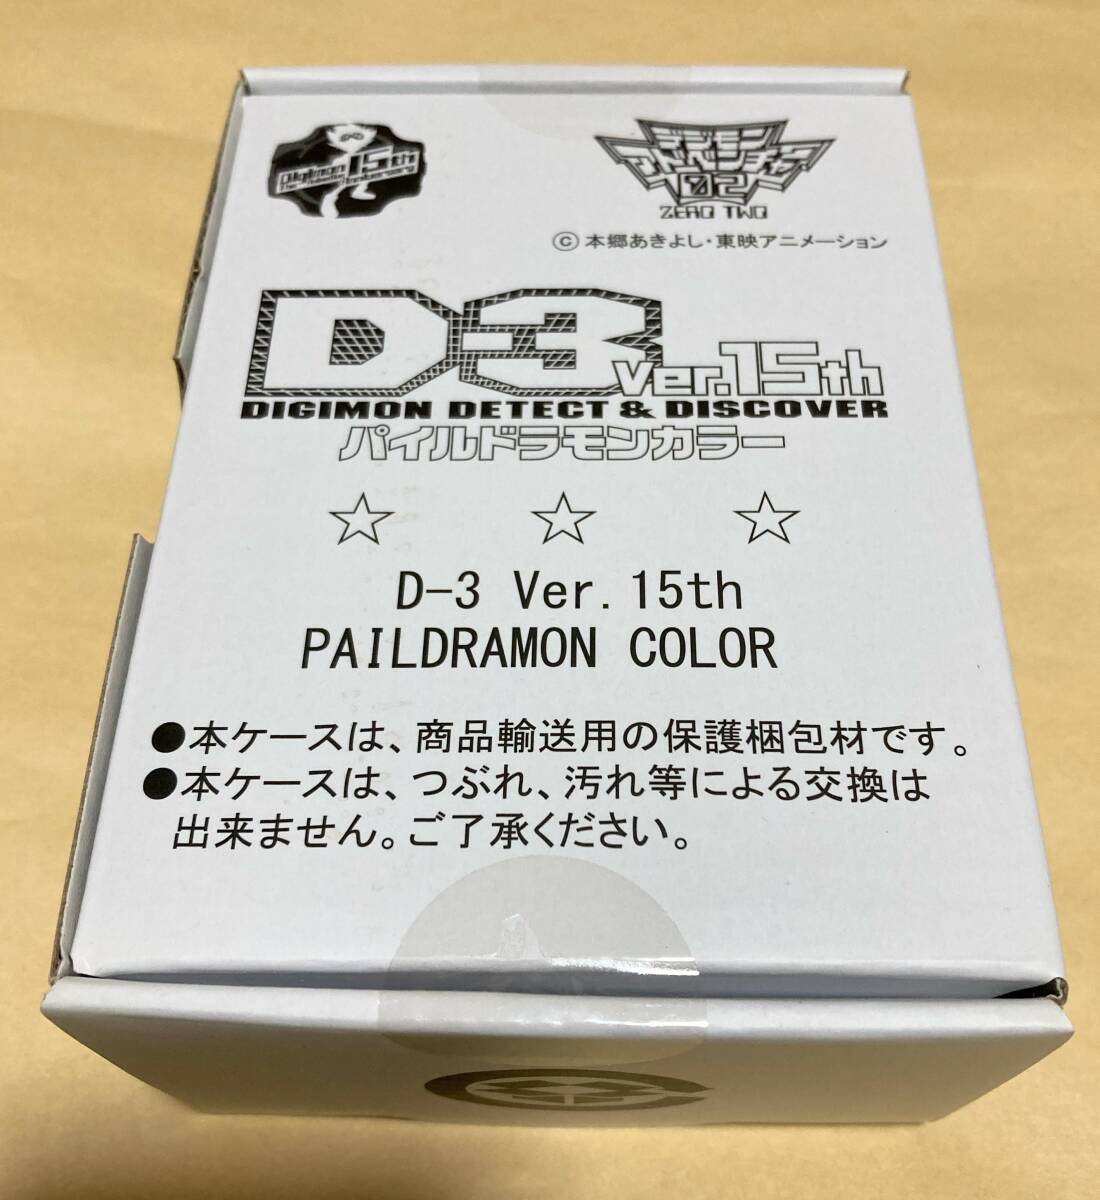 Digimon 15th
The Anniversary
デジモン
アドベンチャー
02
ZERO TWO
©本郷あきよし・東映アニメーション
D-3 Ver.15th
DIGIMON DETECT & DISCOVER
パイルドラモンカラー
☆ ☆ ☆
D-3 Ver.15th
PAILDRAMON COLOR
●本ケースは、商品輸送用の保護梱包材です。
●本ケースは、つぶれ、汚れ等による交換は
出来ません。ご了承ください。